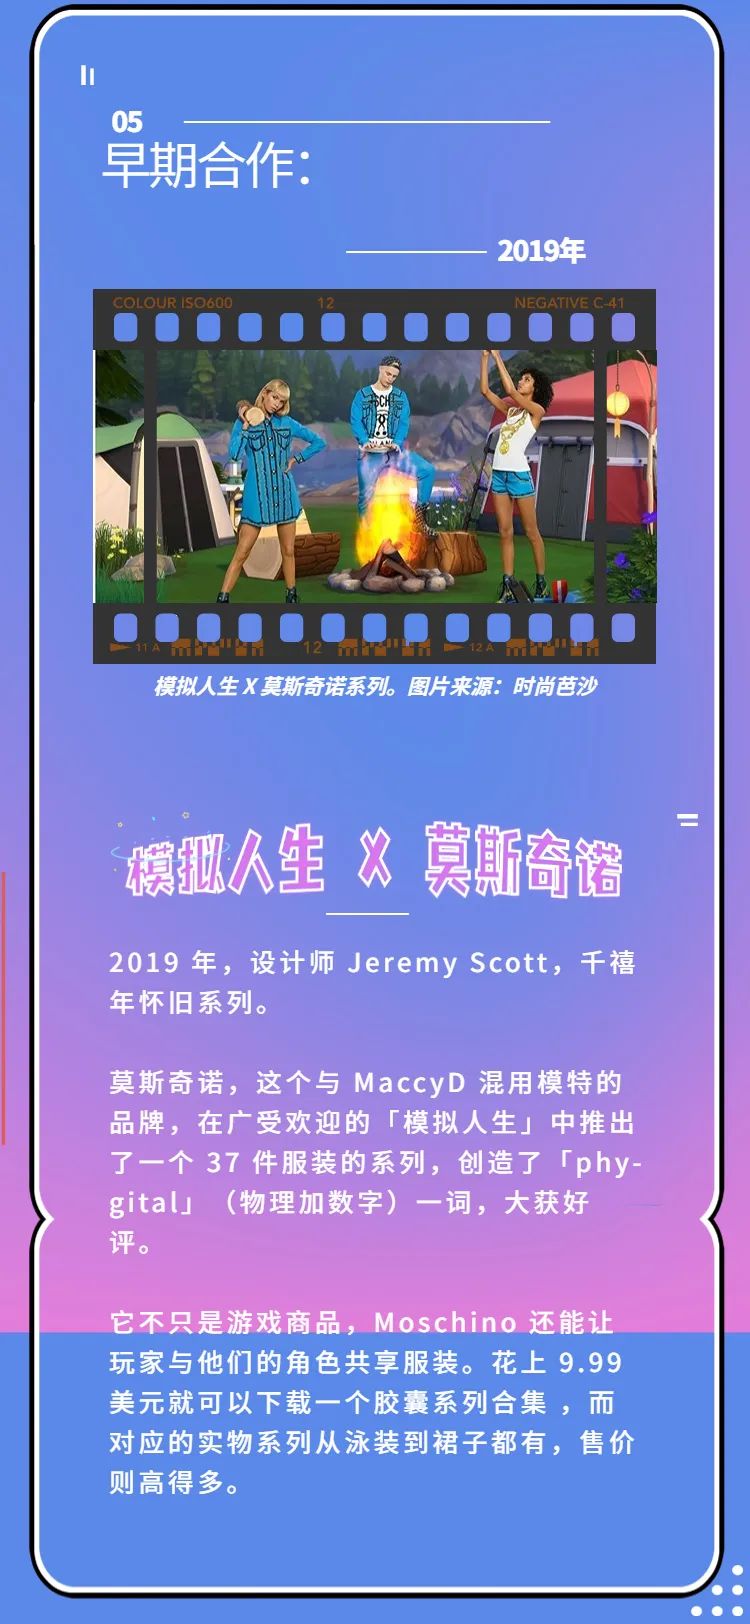 05
早期合作：
2019年
COLOUR ISO600 12 NEGATIVE C-41
11 A 12 12 A
模拟人生 X 莫斯奇诺系列。图片来源：时尚芭莎
模拟人生 X 莫斯奇诺
2019 年，设计师 Jeremy Scott，千禧
年怀旧系列。
莫斯奇诺，这个与 MaccyD 混用模特的
品牌，在广受欢迎的「模拟人生」中推出
了一个 37 件服装的系列，创造了「phy-
gital」（物理加数字）一词，大获好
评。
它不只是游戏商品，Moschino 还能让
玩家与他们的角色共享服装。花上 9.99
美元就可以下载一个胶囊系列合集 ，而
对应的实物系列从泳装到裙子都有，售价
则高得多。